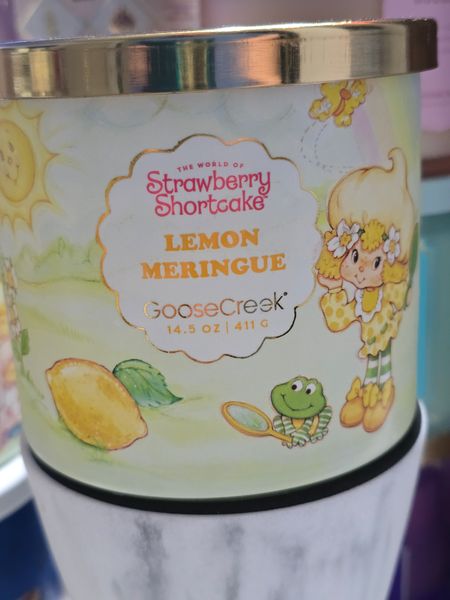 THE WORLD OF
Strawberry
Shortcake
LEMON
MERINGUE
GooseCreek®
14.5 OZ | 411 G